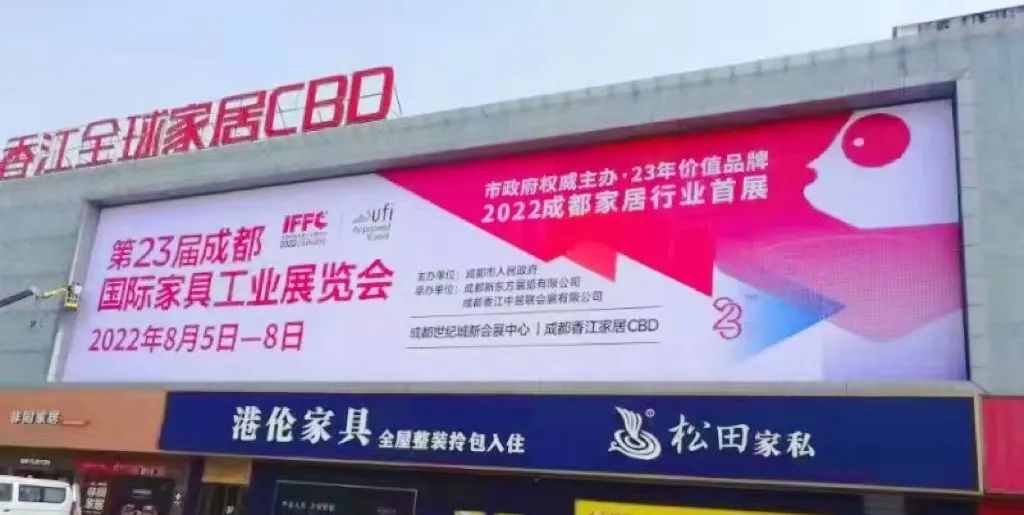 香江全球家居CBD
市政府权威主办·23年价值品牌
2022成都家居行业首展
IFFC
2022
ufi
Approved
Event
第23届成都
国际家具工业展览会
2022年8月5日—8日
主办单位：成都市人民政府
承办单位：成都新东方展览有限公司
成都香江中居联会展有限公司
成都世纪城新会展中心 | 成都香江家居CBD
23
港伦家具 全屋整装拎包入住
松田家私